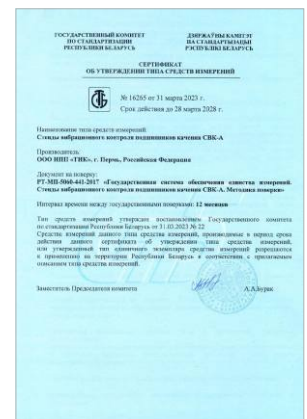 ГОСУДАРСТВЕННЫЙ КОМИТЕТ
ПО СТАНДАРТИЗАЦИИ
РЕСПУБЛИКИ БЕЛАРУСЬ
ДЗЯРЖАЎНЫ КАМІТЭТ
ПА СТАНДАРТЫЗАЦЫІ
РЭСПУБЛІКІ БЕЛАРУСЬ
СЕРТИФИКАТ
ОБ УТВЕРЖДЕНИИ ТИПА СРЕДСТВ ИЗМЕРЕНИЙ
№ 16265 от 31 марта 2023 г.
Срок действия до 28 марта 2028 г.
Наименование типа средств измерений:
Стенды вибрационного контроля подшипников качения СВК-А
Производитель:
ООО НПП «ТИК», г. Пермь, Российская Федерация
Документ на поверку:
РТ-МП-5060-441-2017 «Государственная система обеспечения единства измерений.
Стенды вибрационного контроля подшипников качения СВК-А. Методика поверки»
Интервал времени между государственными поверками: 12 месяцев
Тип средств измерений утвержден постановлением Государственного комитета
по стандартизации Республики Беларусь от 31.03.2023 № 22
Средства измерений данного типа средства измерений, производимые в период срока
действия данного сертификата об утверждении типа средства измерений,
или утвержденный тип единичного экземпляра средства измерений разрешаются
к применению на территории Республики Беларусь в соответствии с прилагаемым
описанием типа средства измерений.
Заместитель Председателя комитета
А.А.Бурак